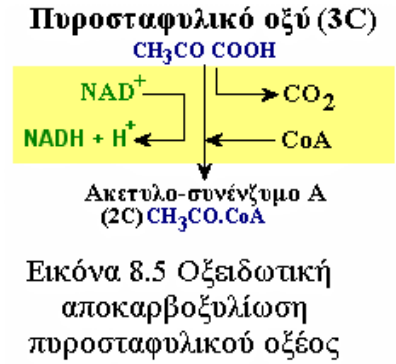 Πυροσταφυλικό οξύ (3C)
CH3CO COOH
NAD+ CO2
NADH + H+ CoA
Ακετυλο-συνένζυμο Α
(2C) CH3CO.CoA
Εικόνα 8.5 Οξειδωτική
αποκαρβοξυλίωση
πυροσταφυλικού οξέος